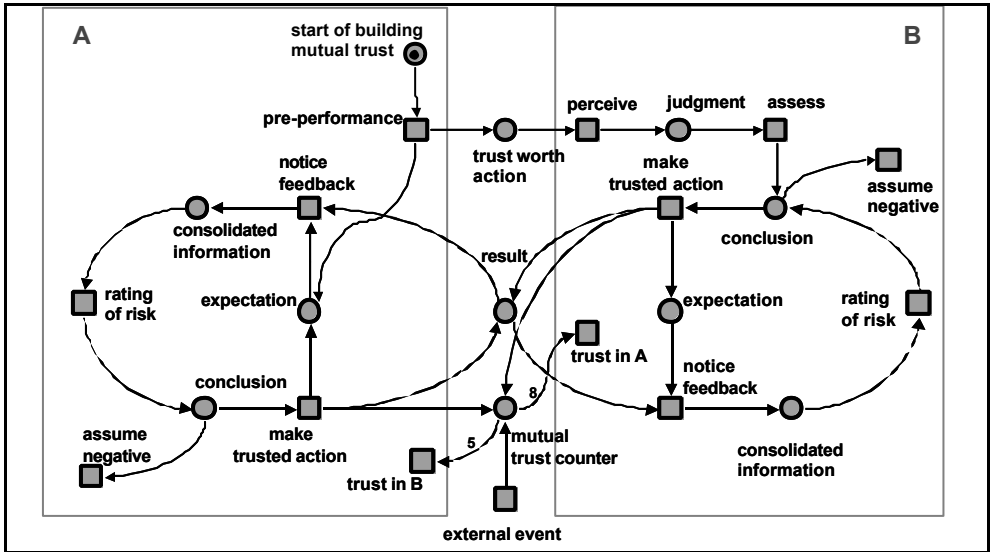 A
start of building
mutual trust
B
pre-performance
trust worth
action
perceive
judgment
assess
notice
feedback
make
trusted action
assume
negative
consolidated
information
conclusion
result
rating
of risk
expectation
expectation
rating
of risk
trust in A
notice
feedback
conclusion
8
assume
negative
make
trusted action
5
mutual
trust counter
consolidated
information
trust in B
external event